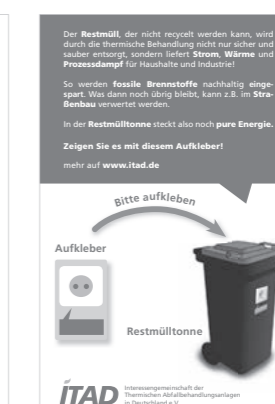 Der Restmüll, der nicht recycelt werden kann, wird
durch die thermische Behandlung nicht nur sicher und
sauber entsorgt, sondern liefert Strom, Wärme und
Prozessdampf für Haushalte und Industrie!
So werden fossile Brennstoffe nachhaltig einge-
spart. Was dann noch übrig bleibt, kann z.B. im Stra-
ßenbau verwertet werden.
In der Restmülltonne steckt also noch pure Energie.
Zeigen Sie es mit diesem Aufkleber!
mehr auf www.itad.de
Bitte aufkleben
Aufkleber
Restmülltonne
ITAD
Interessengemeinschaft der
Thermischen Abfallbehandlungsanlagen
in Deutschland e.V.